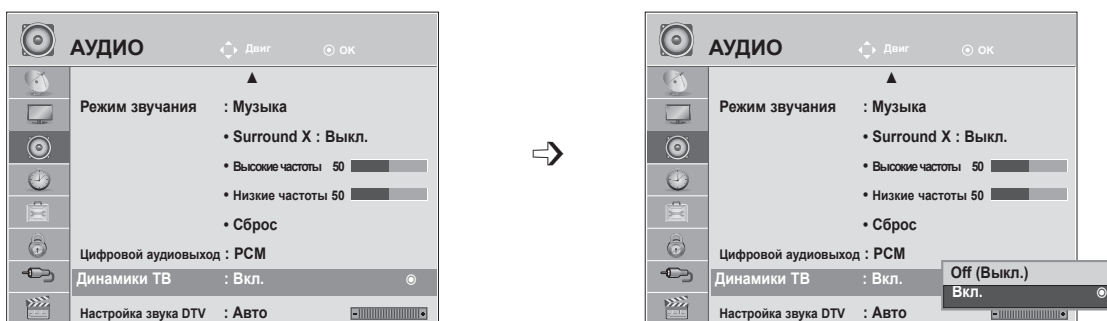 АУДИО
Двиг
ОК
▲
Режим звучания : Музыка
• Surround X : Выкл.
• Высокие частоты 50
• Низкие частоты 50
• Сброс
Цифровой аудиовыход : PCM
Динамики ТВ : Вкл.
Настройка звука DTV : Авто
АУДИО
Двиг
ОК
▲
Режим звучания : Музыка
• Surround X : Выкл.
• Высокие частоты 50
• Низкие частоты 50
• Сброс
Цифровой аудиовыход : PCM
Динамики ТВ : Вкл.
Off (Выкл.)
Вкл.
Настройка звука DTV : Авто